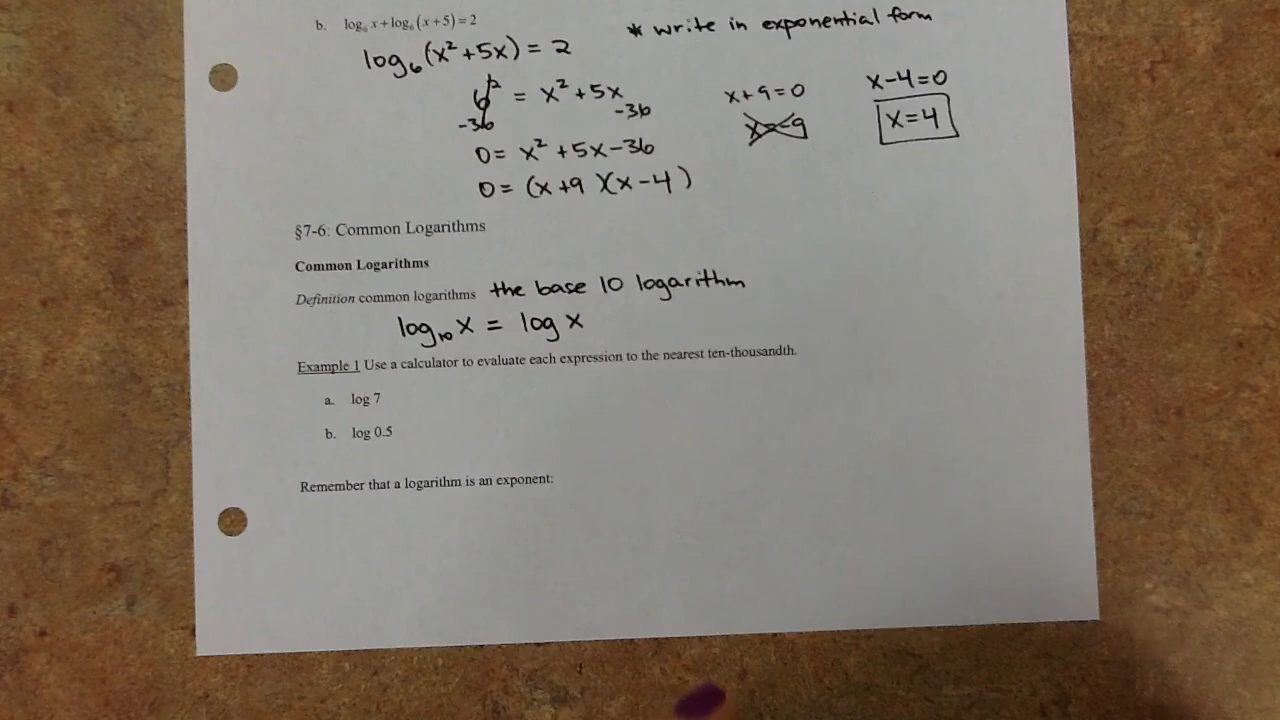 b. log₆ x + log₆ (x + 5) = 2
* write in exponential form
log₆ (x² + 5x) = 2
6² = x² + 5x
-36 -36
0 = x² + 5x - 36
0 = (x + 9)(x - 4)
x + 9 = 0
x = -9
x - 4 = 0
x = 4
§7-6: Common Logarithms
Common Logarithms
Definition common logarithms the base 10 logarithm
log₁₀ x = log x
Example 1 Use a calculator to evaluate each expression to the nearest ten-thousandth.
a. log 7
b. log 0.5
Remember that a logarithm is an exponent: